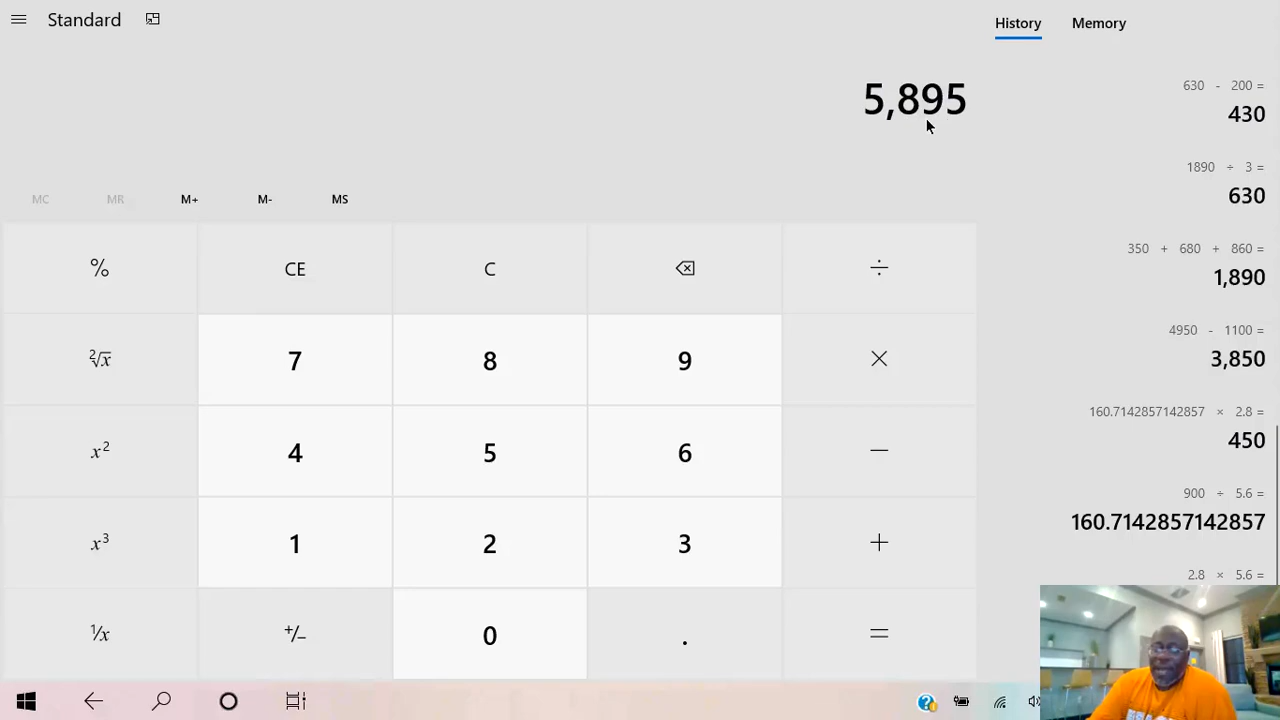 Standard
History Memory
5,895
630 - 200 =
430
1890 ÷ 3 =
630
350 + 680 + 860 =
1,890
4950 - 1100 =
3,850
160.7142857142857 × 2.8 =
450
900 ÷ 5.6 =
160.7142857142857
2.8 × 5.6 =
MC MR M+ M- MS
% CE C ÷
²√x 7 8 9 ×
x² 4 5 6 −
x³ 1 2 3 +
¹/x +/− 0 . =